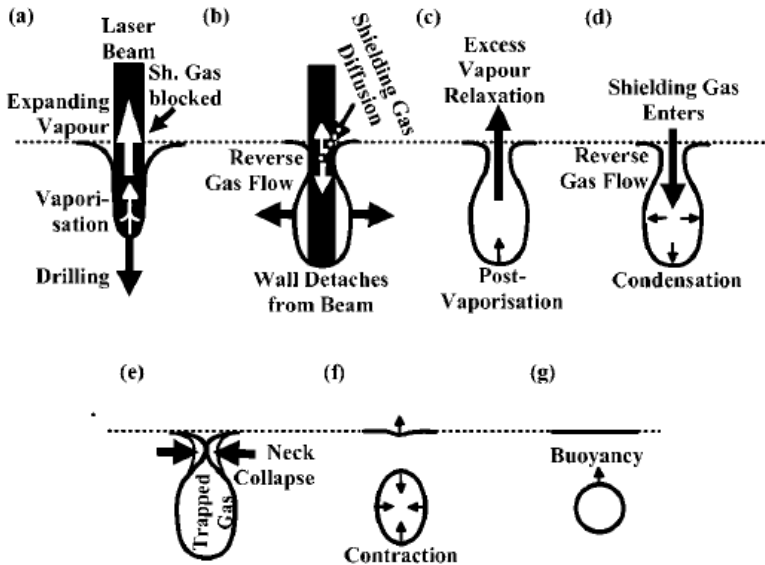 (a)
Laser
Beam
Sh. Gas
blocked
Expanding
Vapour
Vapori-
sation
Drilling
(b)
Shielding Gas
Diffusion
Reverse
Gas Flow
Wall Detaches
from Beam
(c)
Excess
Vapour
Relaxation
Post-
Vaporisation
(d)
Shielding Gas
Enters
Reverse
Gas Flow
Condensation
(e)
Neck
Collapse
Trapped
Gas
(f)
Contraction
(g)
Buoyancy